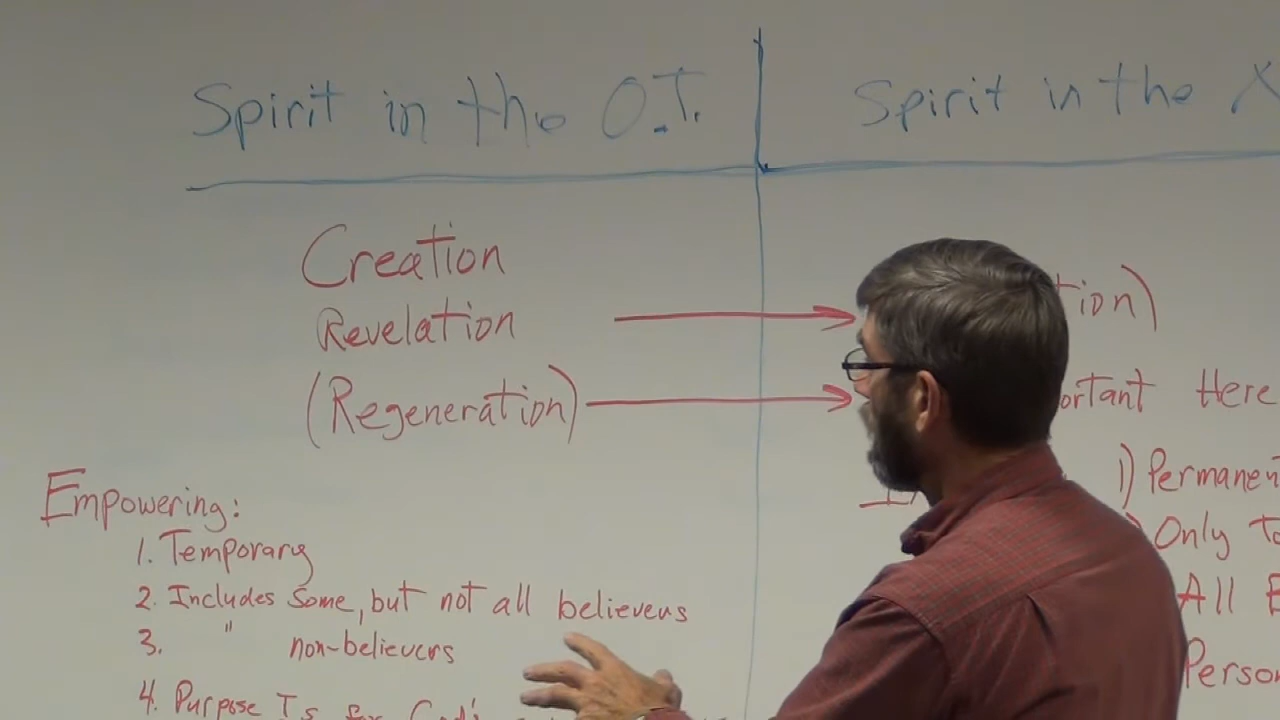 Spirit in the O.T.
Spirit in the
Creation
Revelation
tion)
(Regeneration)
ortant Here
Empowering:
1. Temporary
2. Includes Some, but not all believers
3. " non-believers
4. Purpose Is for God's
1) Permanen
Only To
All
Person